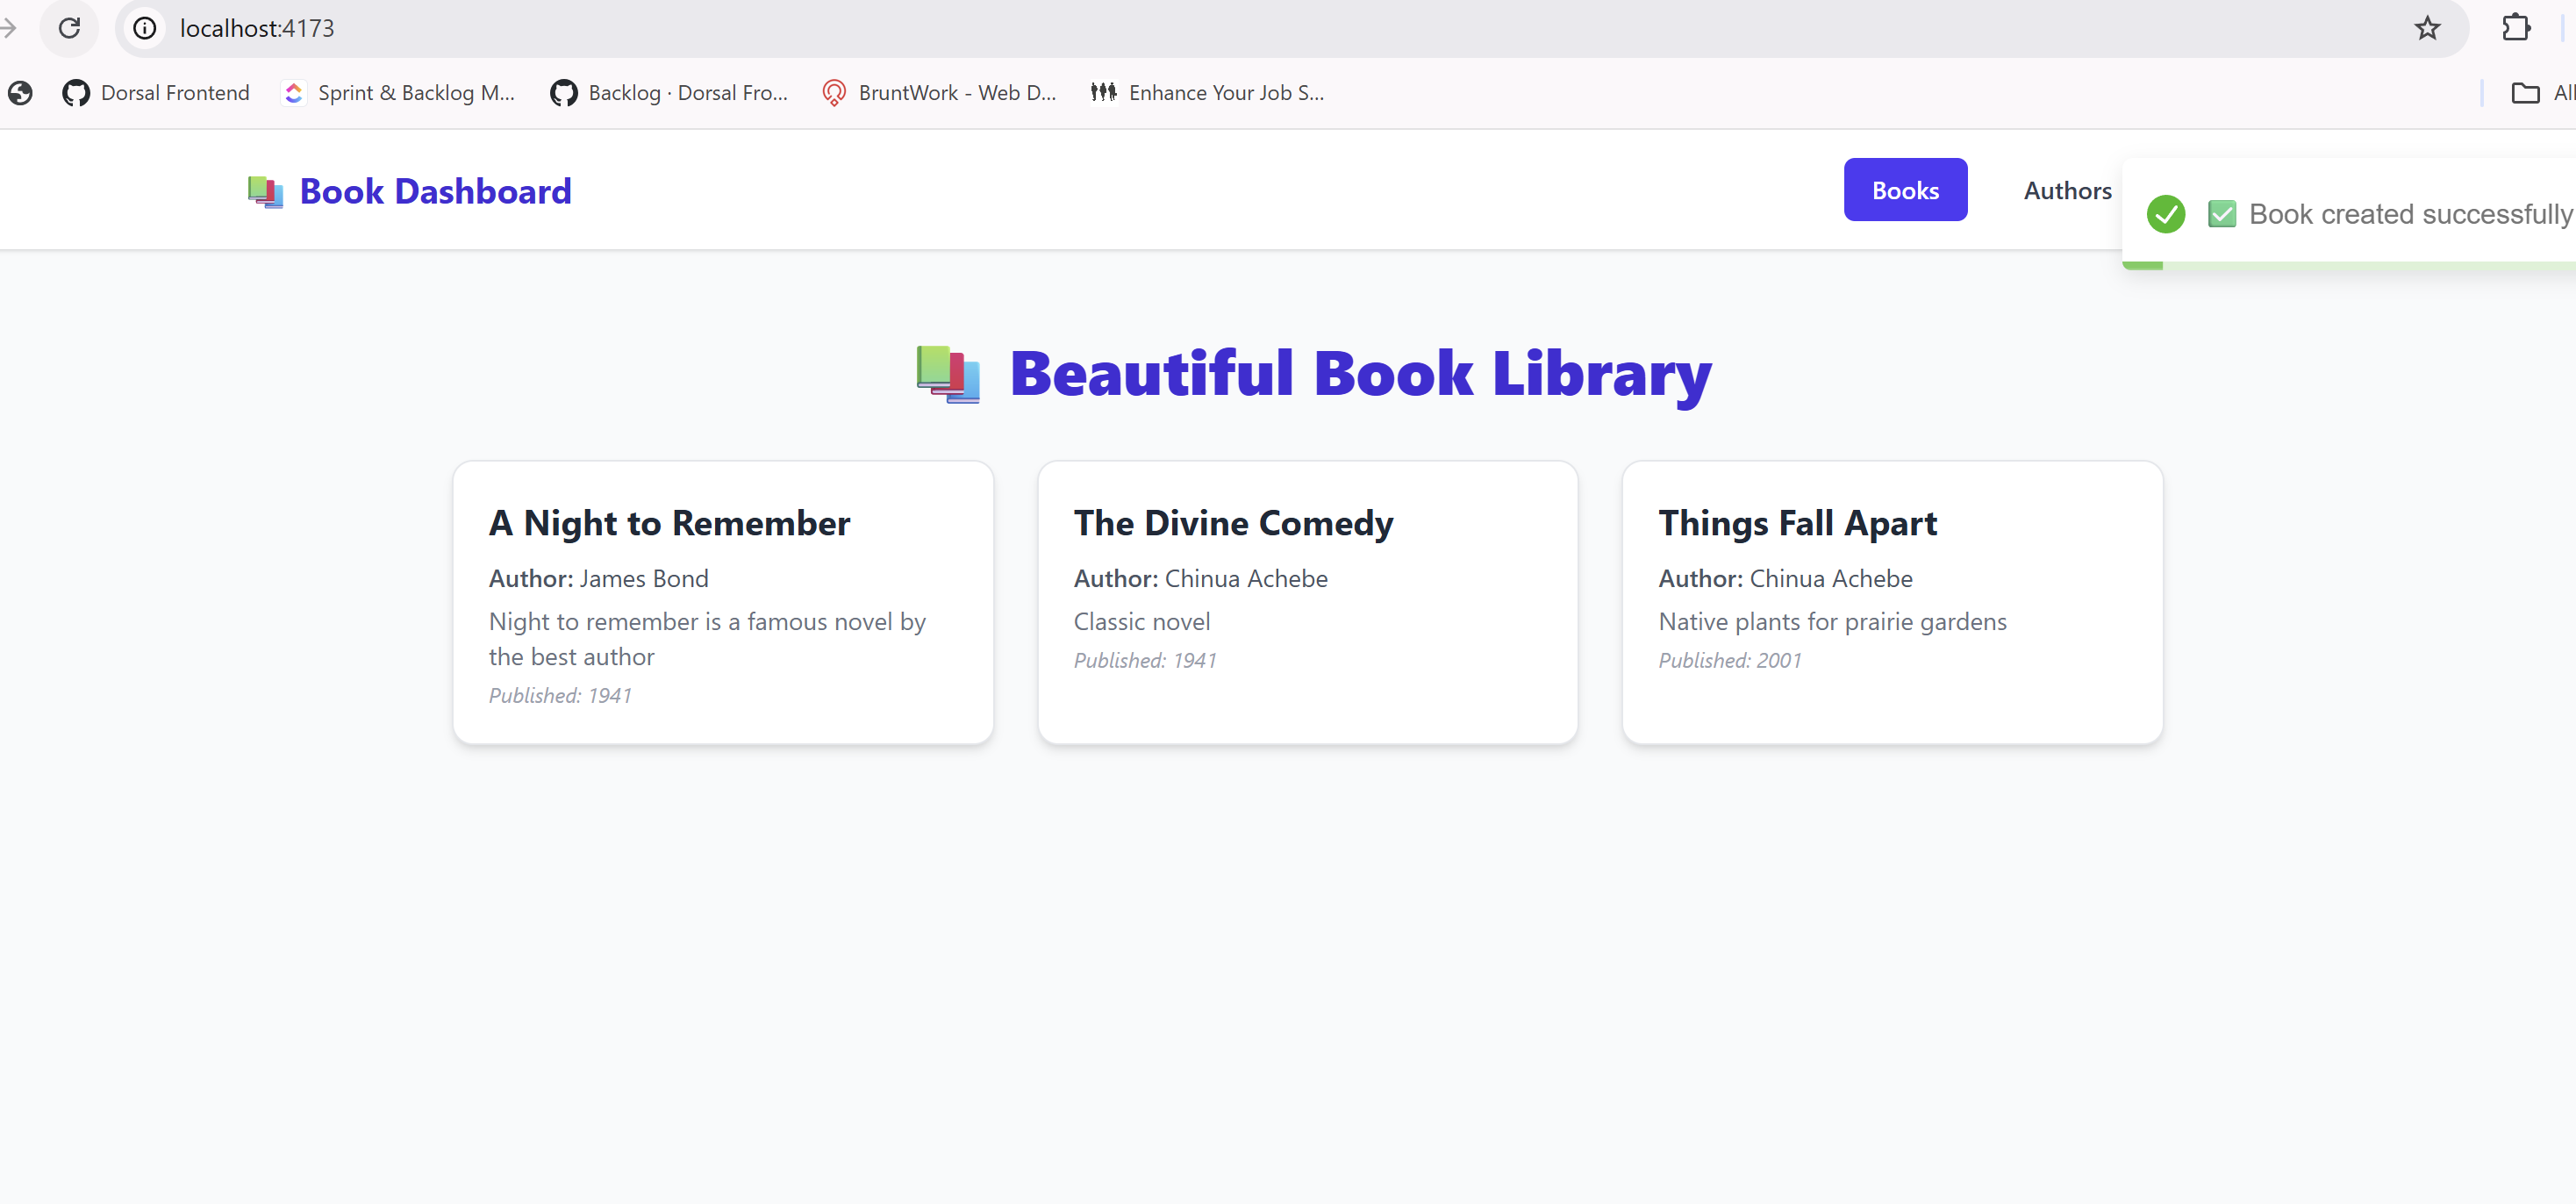 localhost:4173
Dorsal Frontend
Sprint & Backlog M...
Backlog · Dorsal Fro...
BruntWork - Web D...
Enhance Your Job S...
All
📚 Book Dashboard
Books
Authors
✅ Book created successfully
📚 Beautiful Book Library
A Night to Remember
Author: James Bond
Night to remember is a famous novel by
the best author
Published: 1941
The Divine Comedy
Author: Chinua Achebe
Classic novel
Published: 1941
Things Fall Apart
Author: Chinua Achebe
Native plants for prairie gardens
Published: 2001